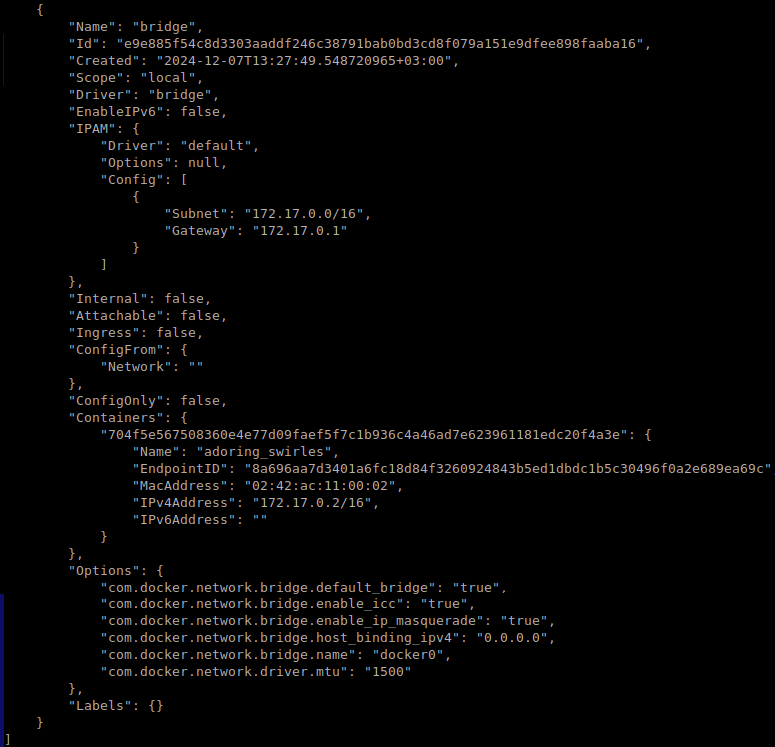 {
"Name": "bridge",
"Id": "e9e885f54c8d3303aaddf246c38791bab0bd3cd8f079a151e9dfee898faaba16",
"Created": "2024-12-07T13:27:49.548720965+03:00",
"Scope": "local",
"Driver": "bridge",
"EnableIPv6": false,
"IPAM": {
"Driver": "default",
"Options": null,
"Config": [
{
"Subnet": "172.17.0.0/16",
"Gateway": "172.17.0.1"
}
]
},
"Internal": false,
"Attachable": false,
"Ingress": false,
"ConfigFrom": {
"Network": ""
},
"ConfigOnly": false,
"Containers": {
"704f5e567508360e4e77d09faef5f7c1b936c4a46ad7e623961181edc20f4a3e": {
"Name": "adoring_swirles",
"EndpointID": "8a696aa7d3401a6fc18d84f3260924843b5ed1dbdc1b5c30496f0a2e689ea69c"
"MacAddress": "02:42:ac:11:00:02",
"IPv4Address": "172.17.0.2/16",
"IPv6Address": ""
}
},
"Options": {
"com.docker.network.bridge.default_bridge": "true",
"com.docker.network.bridge.enable_icc": "true",
"com.docker.network.bridge.enable_ip_masquerade": "true",
"com.docker.network.bridge.host_binding_ipv4": "0.0.0.0",
"com.docker.network.bridge.name": "docker0",
"com.docker.network.driver.mtu": "1500"
},
"Labels": {}
}
]